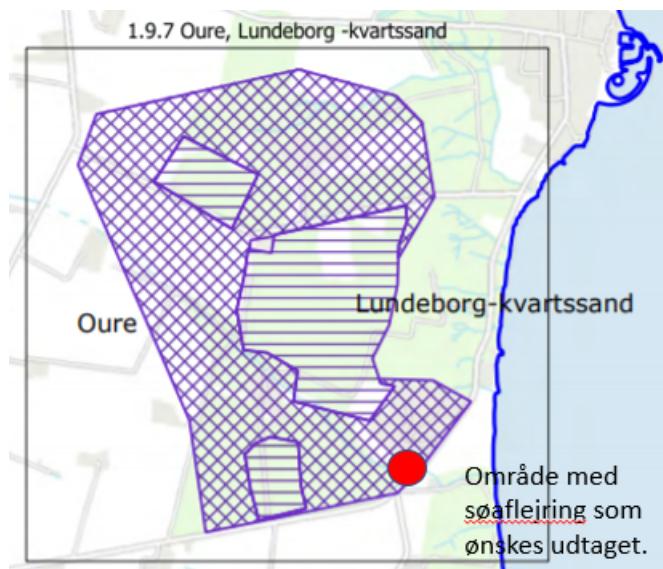 1.9.7 Oure, Lundeborg -kvartssand
Lundeborg-kvartssand
Oure
Område med
søaflejring som
ønskes udtaget.